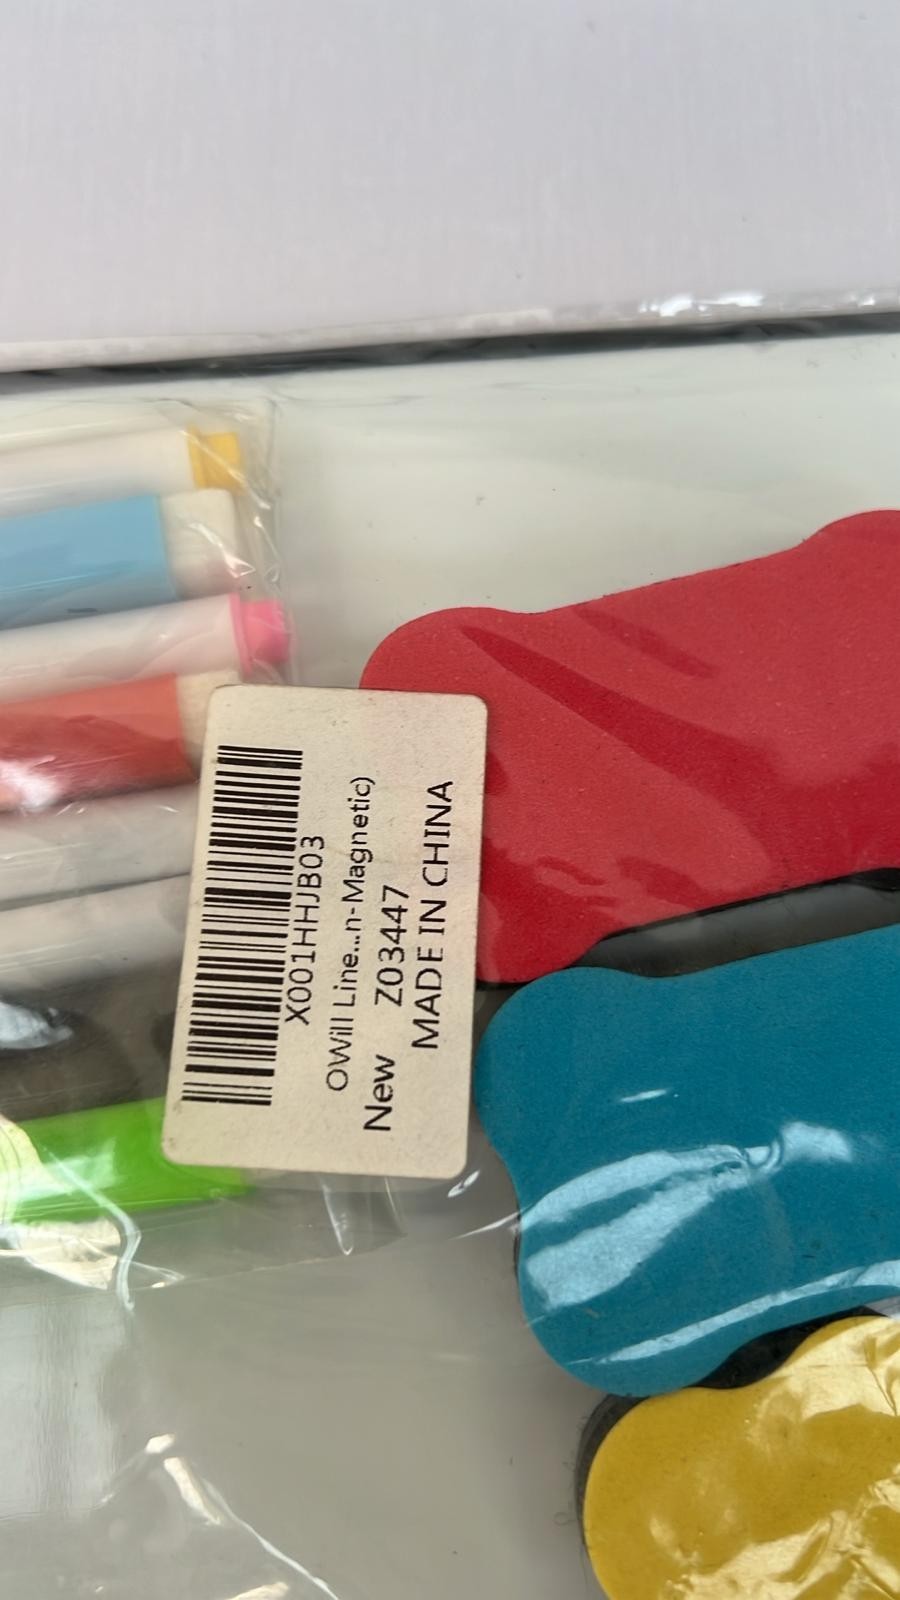 X001HHJB03
OWill Line...n-Magnetic)
New Z03447
MADE IN CHINA